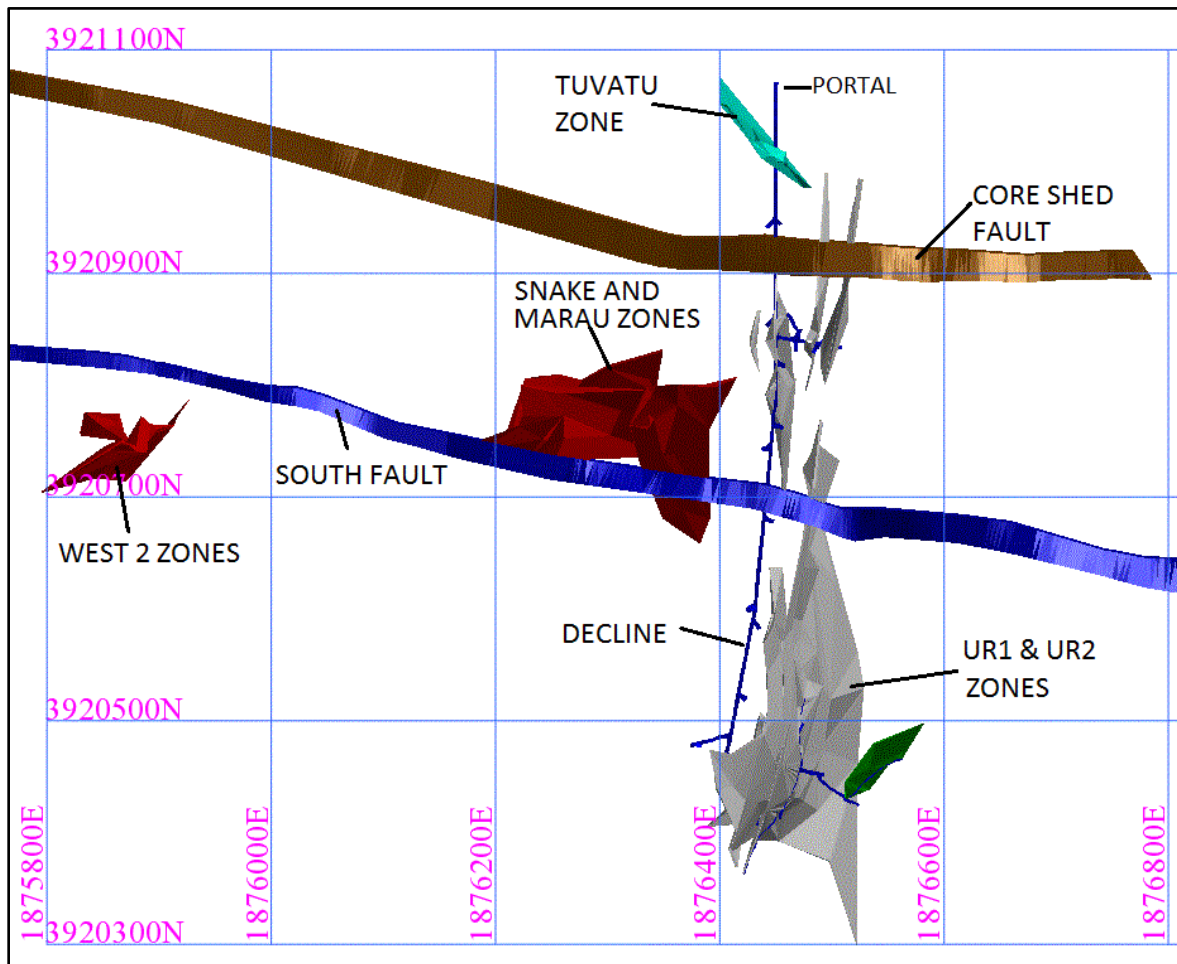 3921100N
TUVATU
ZONE
PORTAL
CORE SHED
FAULT
3920900N
SNAKE AND
MARAU ZONES
SOUTH FAULT
3920700N
WEST 2 ZONES
DECLINE
UR1 & UR2
ZONES
3920500N
1875800E
1876000E
1876200E
1876400E
1876600E
1876800E
3920300N